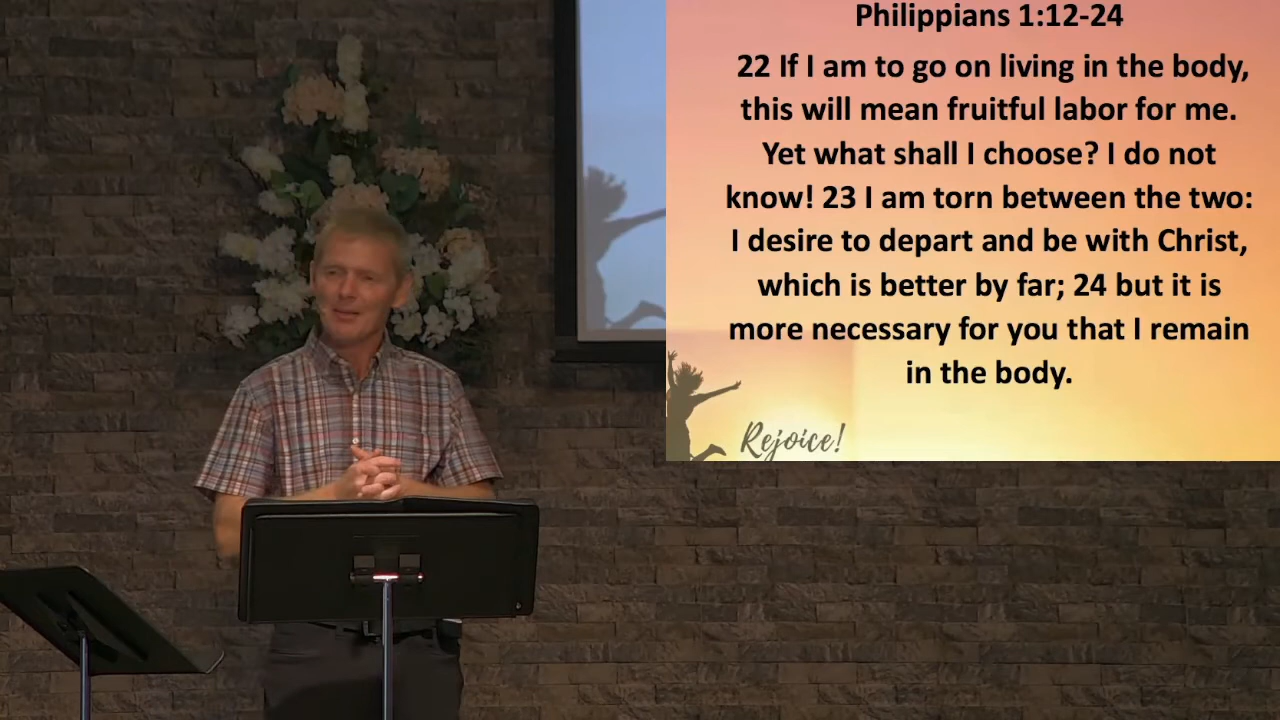 Philippians 1:12-24
22 If I am to go on living in the body,
this will mean fruitful labor for me.
Yet what shall I choose? I do not
know! 23 I am torn between the two:
I desire to depart and be with Christ,
which is better by far; 24 but it is
more necessary for you that I remain
in the body.
Rejoice!